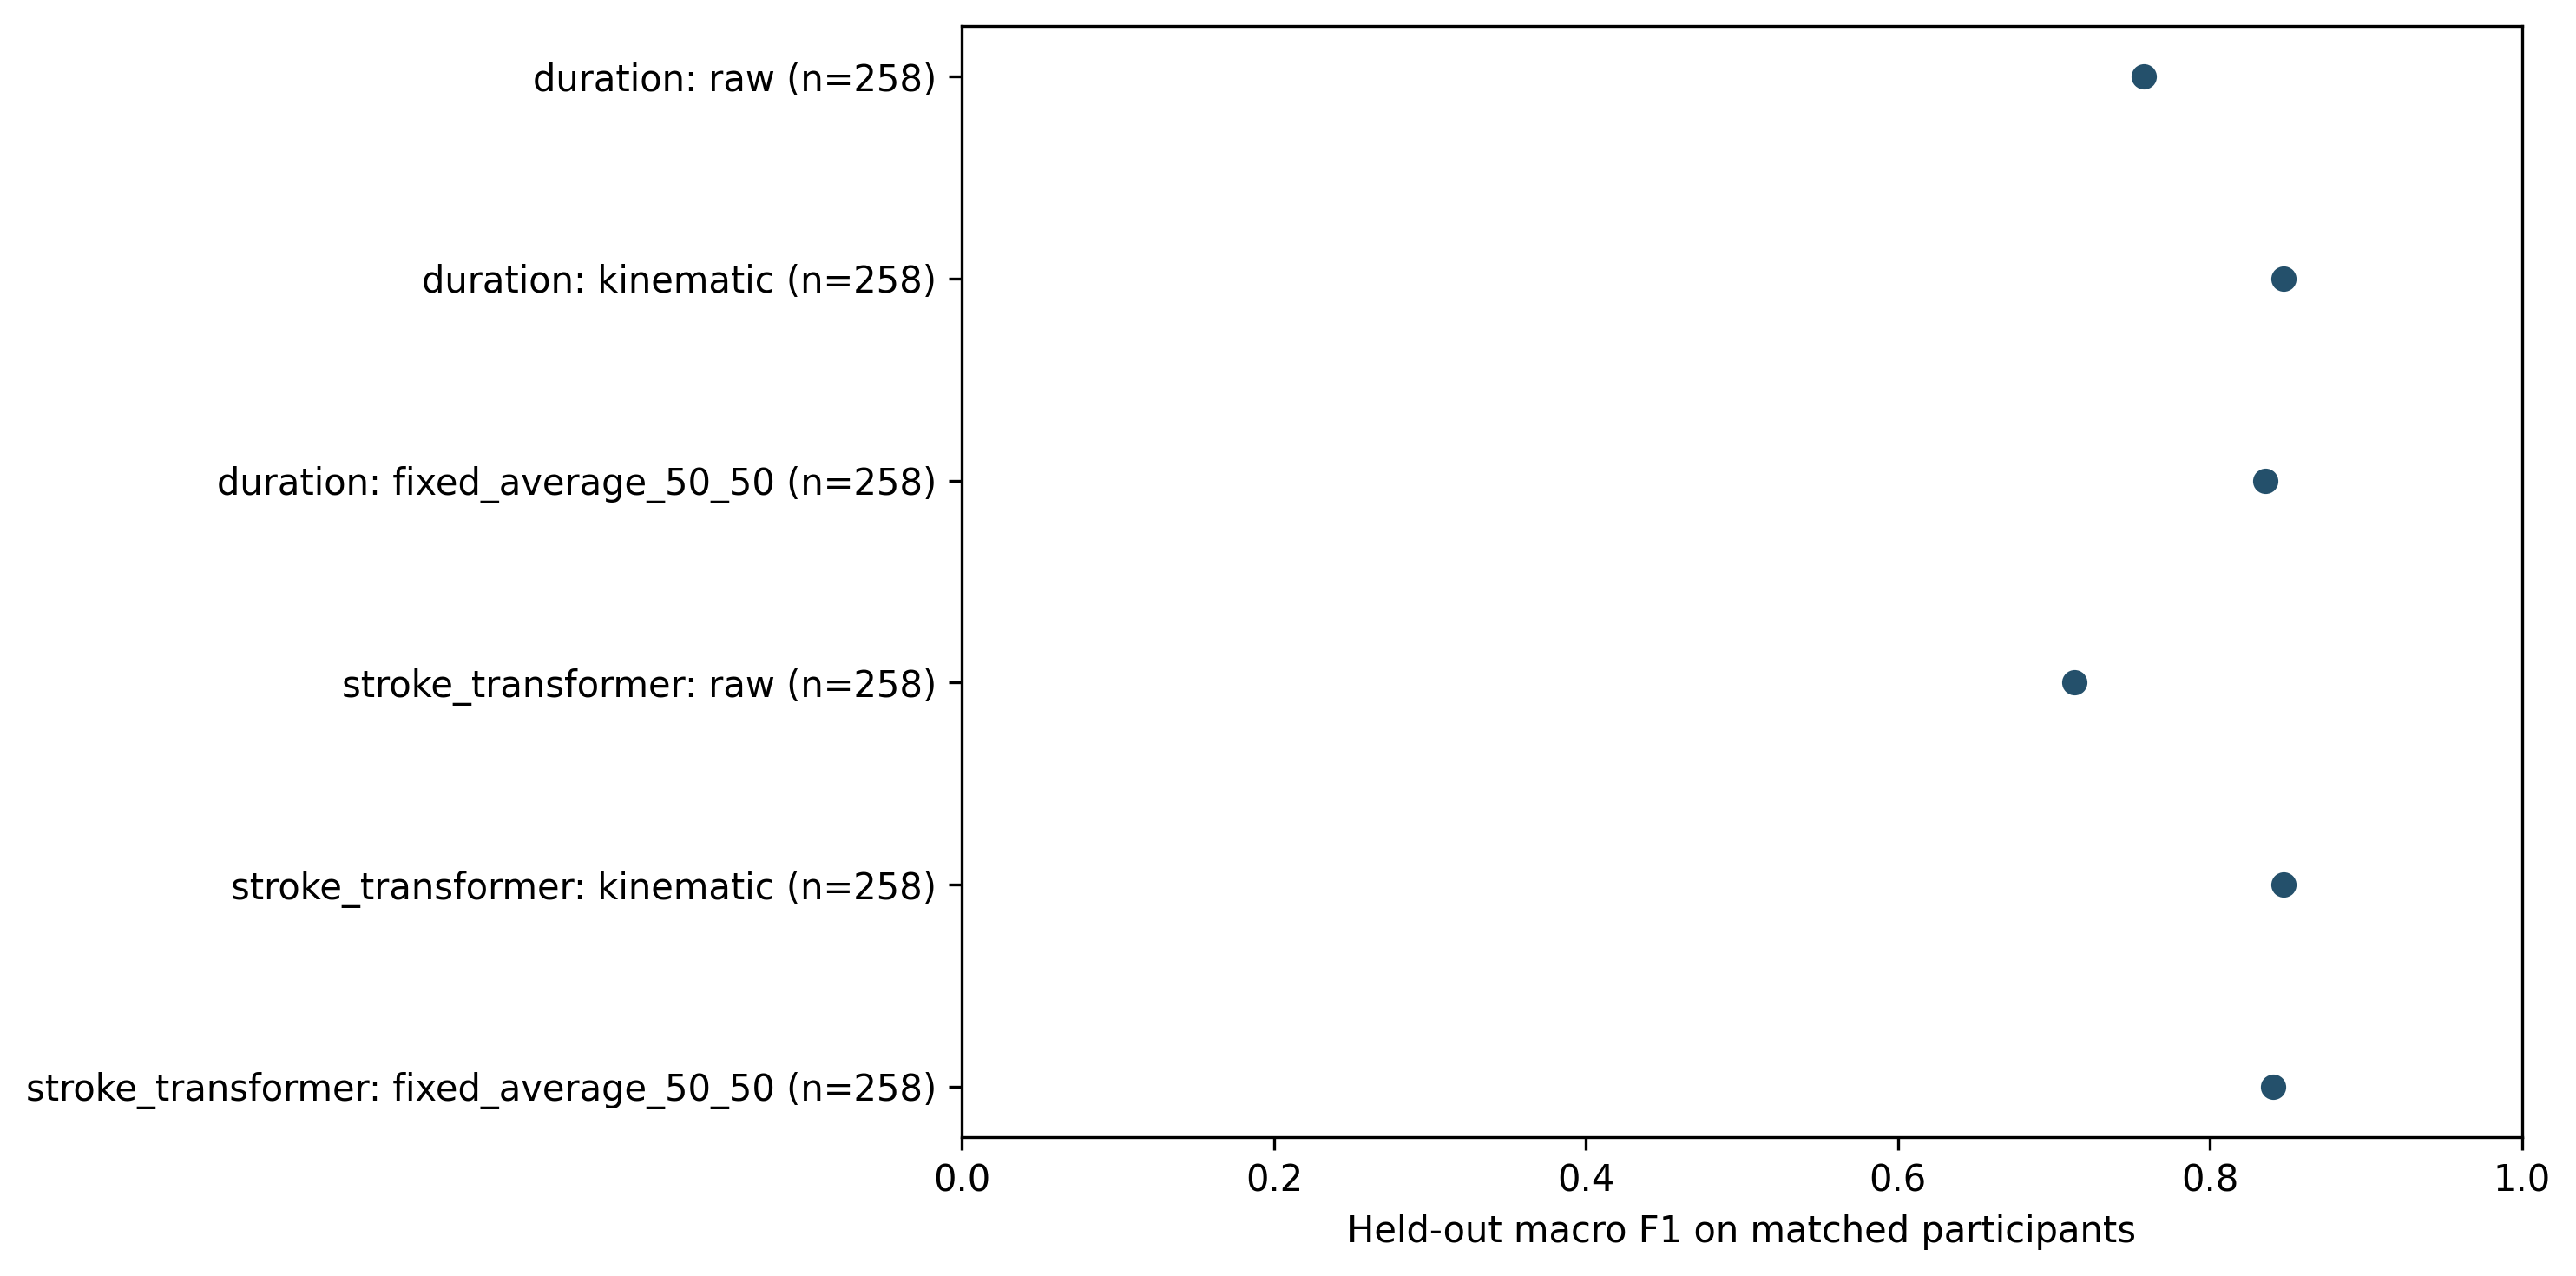 duration: raw (n=258)
duration: kinematic (n=258)
duration: fixed_average_50_50 (n=258)
stroke_transformer: raw (n=258)
stroke_transformer: kinematic (n=258)
stroke_transformer: fixed_average_50_50 (n=258)
0.0 0.2 0.4 0.6 0.8 1.0
Held-out macro F1 on matched participants